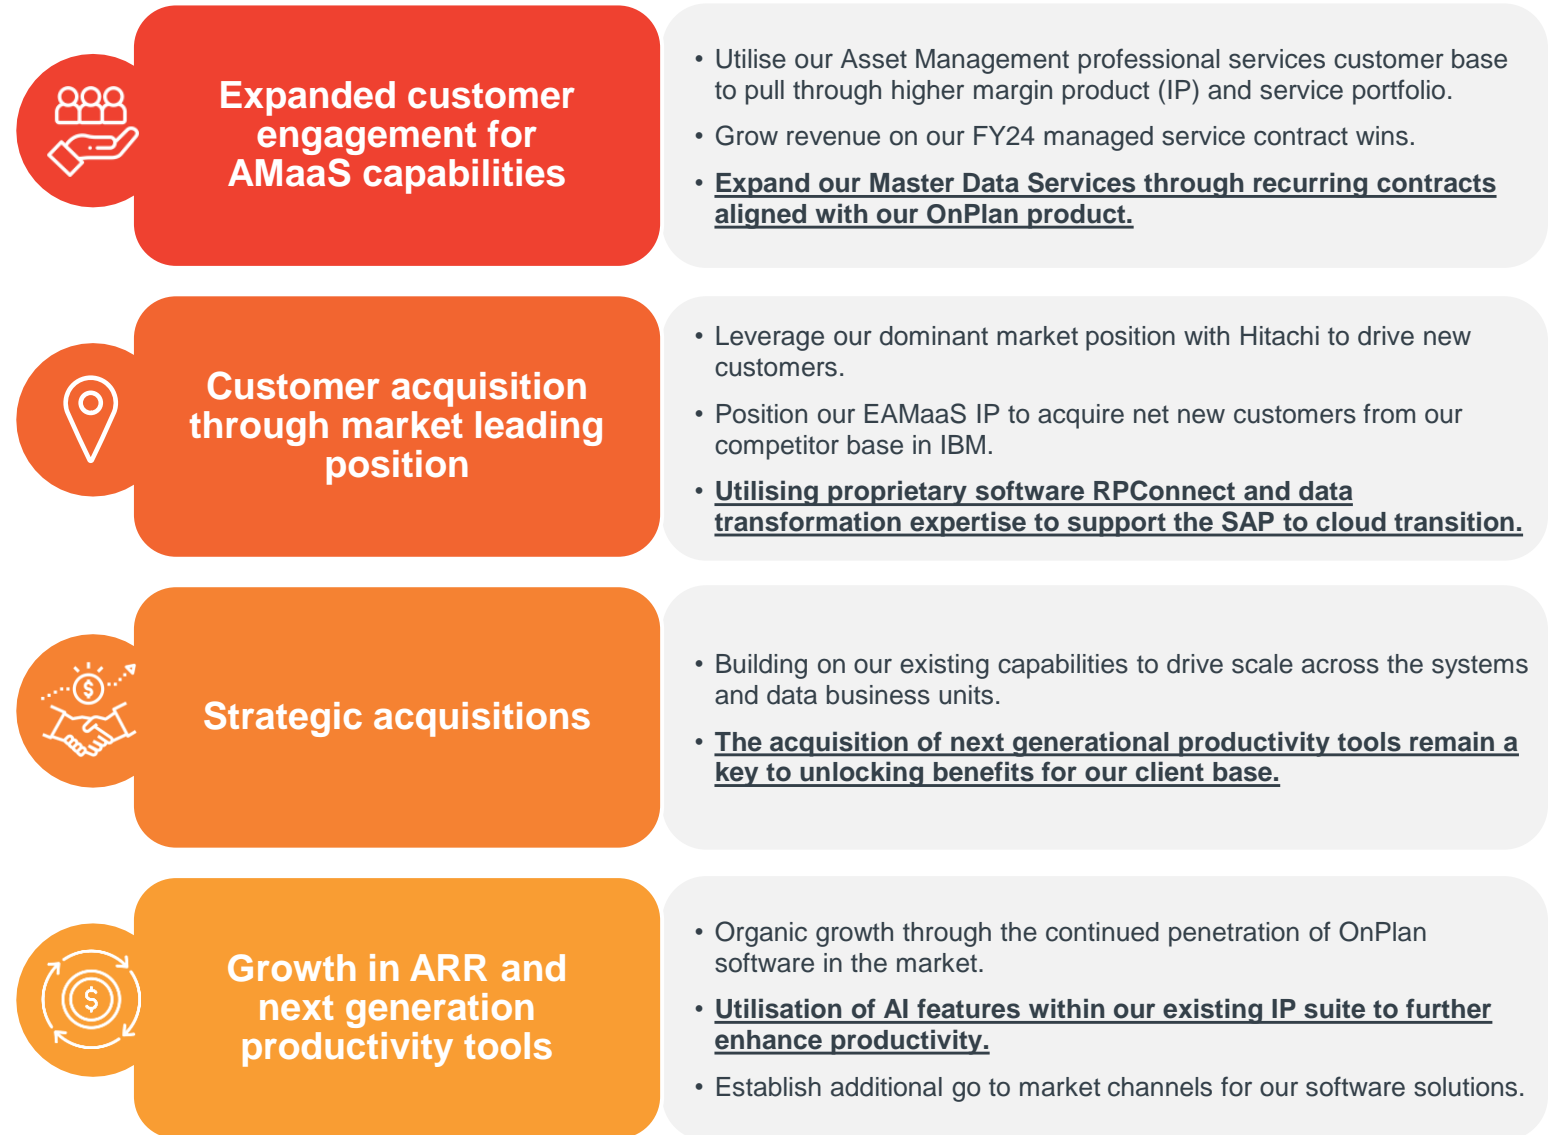 Expanded customer
engagement for
AMaaS capabilities
• Utilise our Asset Management professional services customer base
to pull through higher margin product (IP) and service portfolio.
• Grow revenue on our FY24 managed service contract wins.
• Expand our Master Data Services through recurring contracts
aligned with our OnPlan product.
Customer acquisition
through market leading
position
• Leverage our dominant market position with Hitachi to drive new
customers.
• Position our EAMaaS IP to acquire net new customers from our
competitor base in IBM.
• Utilising proprietary software RPConnect and data
transformation expertise to support the SAP to cloud transition.
Strategic acquisitions
• Building on our existing capabilities to drive scale across the systems
and data business units.
• The acquisition of next generational productivity tools remain a
key to unlocking benefits for our client base.
Growth in ARR and
next generation
productivity tools
• Organic growth through the continued penetration of OnPlan
software in the market.
• Utilisation of AI features within our existing IP suite to further
enhance productivity.
• Establish additional go to market channels for our software solutions.